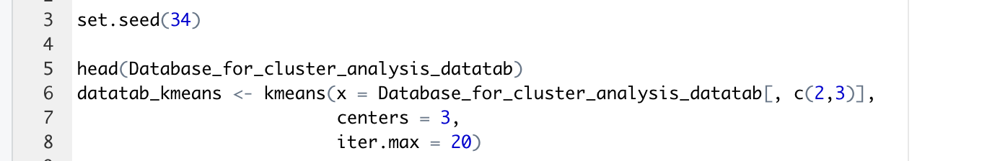 3 set.seed(34)
4
5 head(Database_for_cluster_analysis_datatab)
6 datatab_kmeans <- kmeans(x = Database_for_cluster_analysis_datatab[, c(2,3)],
7 centers = 3,
8 iter.max = 20)